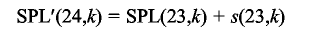 SPL′(24,k) = SPL(23,k) + s(23,k)